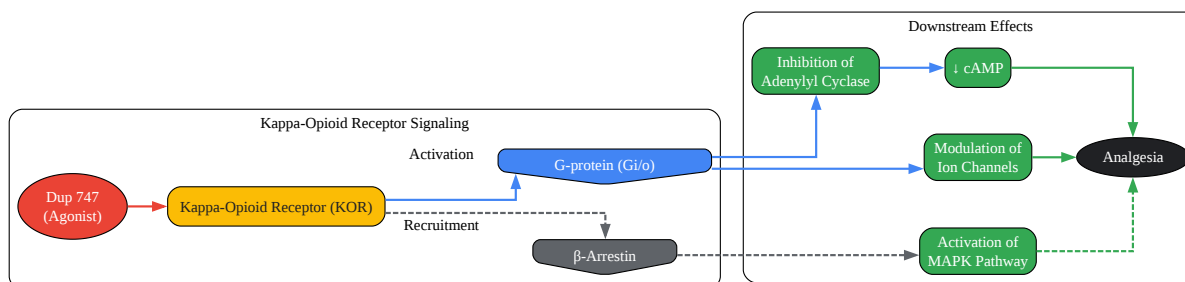 Kappa-Opioid Receptor Signaling
Dup 747
(Agonist)
Kappa-Opioid Receptor (KOR)
Activation
Recruitment
G-protein (Gi/o)
β-Arrestin
Downstream Effects
Inhibition of
Adenylyl Cyclase
↓ cAMP
Modulation of
Ion Channels
Activation of
MAPK Pathway
Analgesia